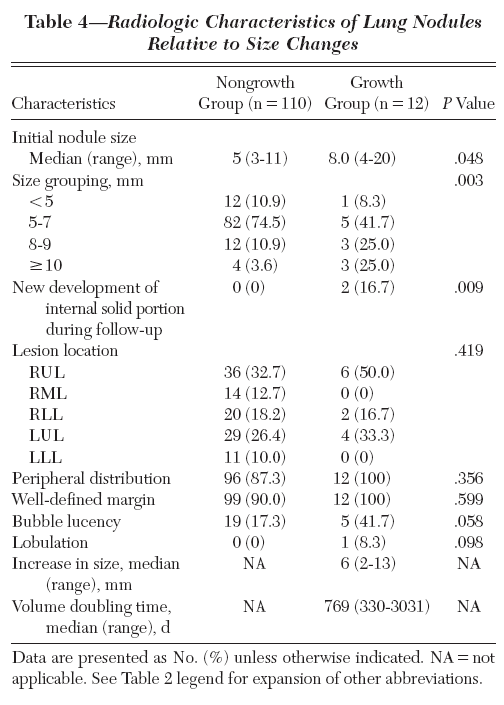 Table 4—Radiologic Characteristics of Lung Nodules
Relative to Size Changes
Characteristics Nongrowth Group (n = 110) Growth Group (n = 12) P Value
Initial nodule size
Median (range), mm 5 (3-11) 8.0 (4-20) .048
Size grouping, mm .003
<5 12 (10.9) 1 (8.3)
5-7 82 (74.5) 5 (41.7)
8-9 12 (10.9) 3 (25.0)
≥10 4 (3.6) 3 (25.0)
New development of 0 (0) 2 (16.7) .009
internal solid portion
during follow-up
Lesion location .419
RUL 36 (32.7) 6 (50.0)
RML 14 (12.7) 0 (0)
RLL 20 (18.2) 2 (16.7)
LUL 29 (26.4) 4 (33.3)
LLL 11 (10.0) 0 (0)
Peripheral distribution 96 (87.3) 12 (100) .356
Well-defined margin 99 (90.0) 12 (100) .599
Bubble lucency 19 (17.3) 5 (41.7) .058
Lobulation 0 (0) 1 (8.3) .098
Increase in size, median NA 6 (2-13) NA
(range), mm
Volume doubling time, NA 769 (330-3031) NA
median (range), d
Data are presented as No. (%) unless otherwise indicated. NA = not
applicable. See Table 2 legend for expansion of other abbreviations.